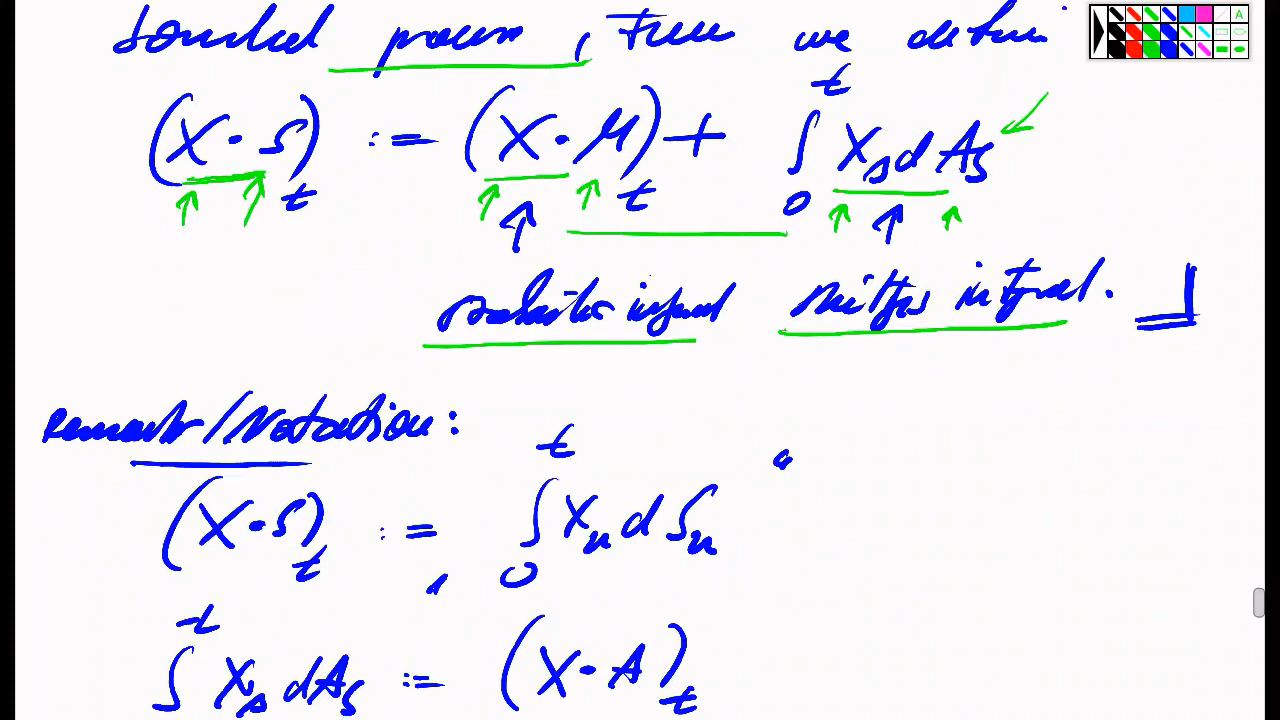 bounded process, then we define
(X • S)_t := (X • M)_t + ∫_0^t X_s dA_s
stochastic integral Stieltjes integral.
Remark/Notation:
(X • S)_t := ∫_0^t X_u dS_u "
∫ ^t X_s dA_s := (X • A)_t